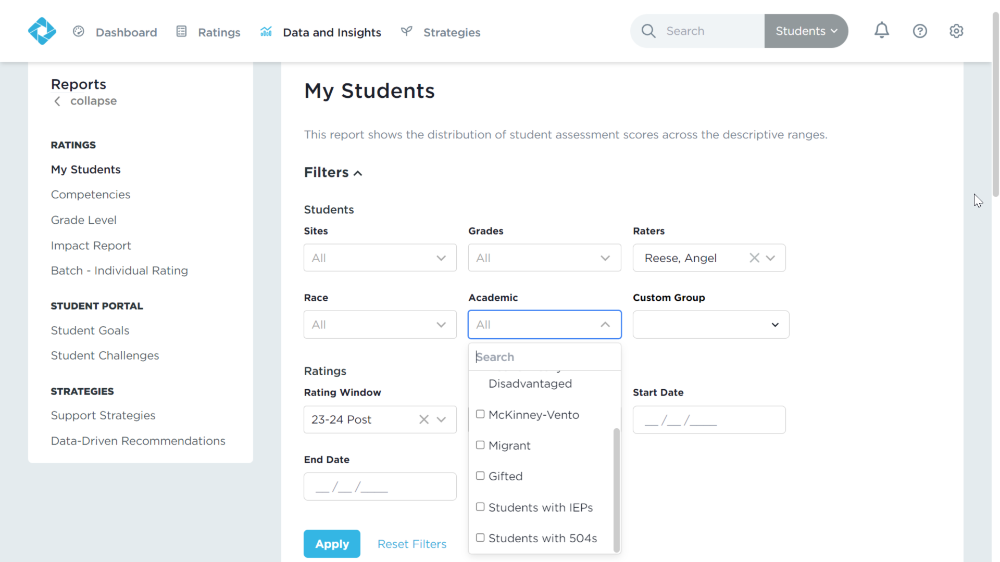 Dashboard
Ratings
Data and Insights
Strategies
Search
Students
Reports
collapse
RATINGS
My Students
Competencies
Grade Level
Impact Report
Batch - Individual Rating
STUDENT PORTAL
Student Goals
Student Challenges
STRATEGIES
Support Strategies
Data-Driven Recommendations
My Students
This report shows the distribution of student assessment scores across the descriptive ranges.
Filters
Students
Sites
Grades
Raters
All
All
Reese, Angel
Race
Academic
Custom Group
All
All
Search
Disadvantaged
McKinney-Vento
Migrant
Gifted
Students with IEPs
Students with 504s
Ratings
Rating Window
Start Date
23-24 Post
__ /__ /____
End Date
__ /__ /____
Apply
Reset Filters